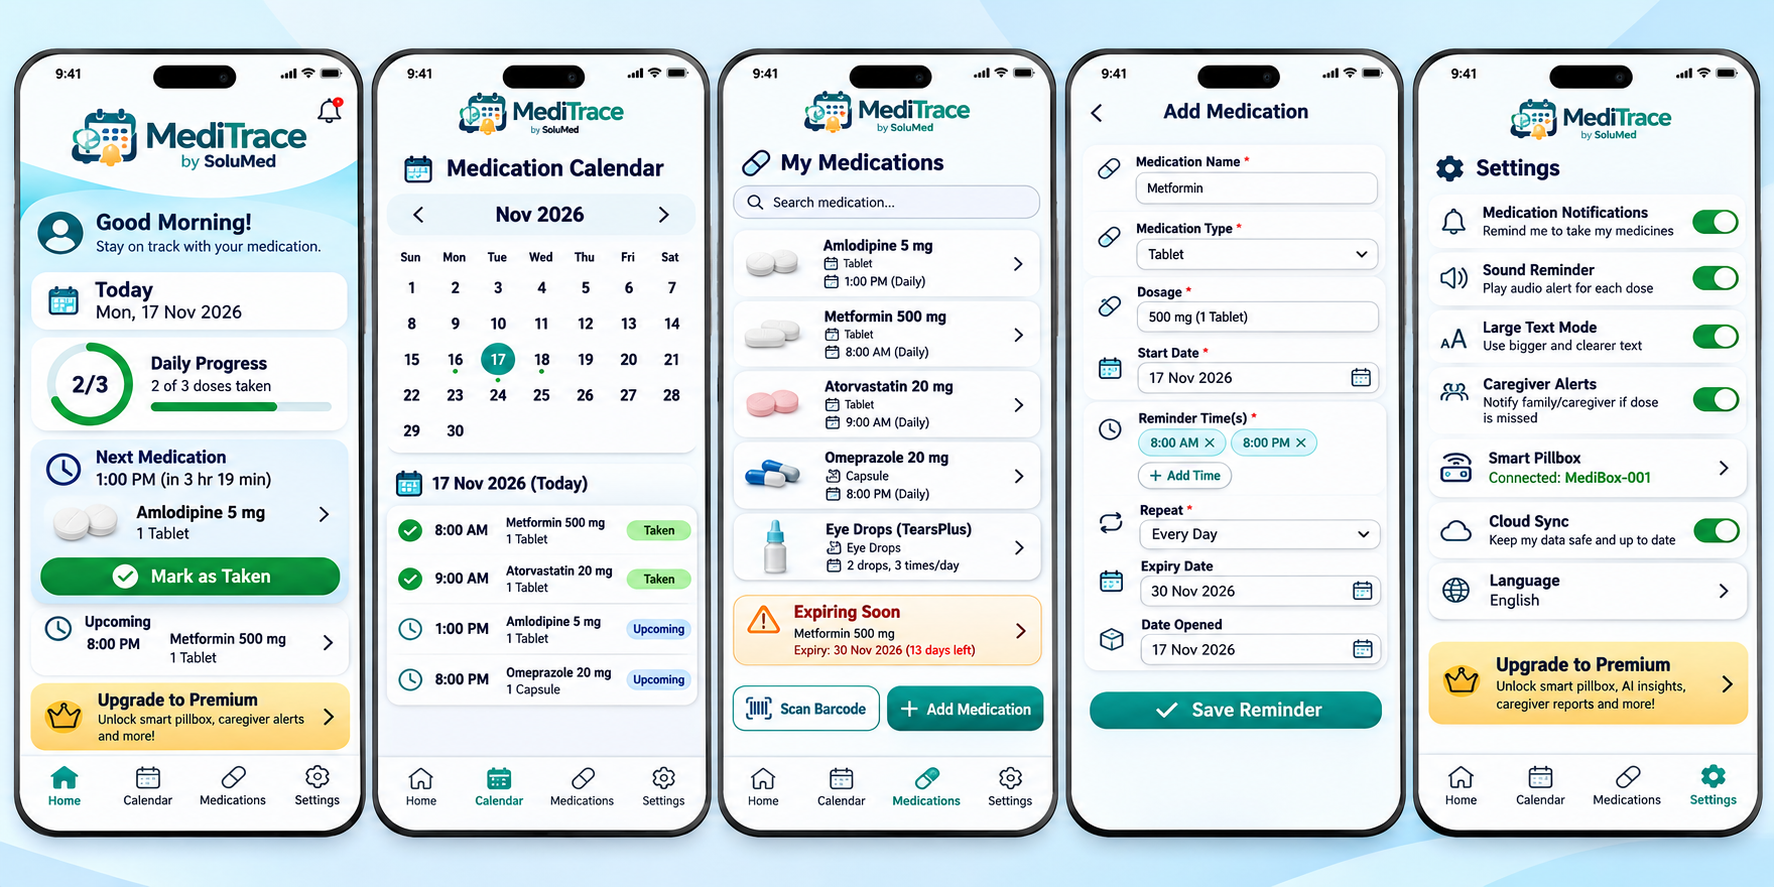 9:41
MediTrace
by SoluMed
Good Morning!
Stay on track with your medication.
Today
Mon, 17 Nov 2026
2/3
Daily Progress
2 of 3 doses taken
Next Medication
1:00 PM (in 3 hr 19 min)
Amlodipine 5 mg
1 Tablet
Mark as Taken
Upcoming
8:00 PM
Metformin 500 mg
1 Tablet
Upgrade to Premium
Unlock smart pillbox, caregiver alerts
and more!
Home Calendar Medications Settings
9:41
MediTrace
by SoluMed
Medication Calendar
Nov 2026
Sun Mon Tue Wed Thu Fri Sat
1 2 3 4 5 6 7
8 9 10 11 12 13 14
15 16 17 18 19 20 21
22 23 24 25 26 27 28
29 30
17 Nov 2026 (Today)
8:00 AM Metformin 500 mg Taken
1 Tablet
9:00 AM Atorvastatin 20 mg Taken
1 Tablet
1:00 PM Amlodipine 5 mg Upcoming
1 Tablet
8:00 PM Omeprazole 20 mg Upcoming
1 Capsule
Home Calendar Medications Settings
9:41
MediTrace
by SoluMed
My Medications
Search medication...
Amlodipine 5 mg
Tablet
1:00 PM (Daily)
Metformin 500 mg
Tablet
8:00 AM (Daily)
Atorvastatin 20 mg
Tablet
9:00 AM (Daily)
Omeprazole 20 mg
Capsule
8:00 PM (Daily)
Eye Drops (TearsPlus)
Eye Drops
2 drops, 3 times/day
Expiring Soon
Metformin 500 mg
Expiry: 30 Nov 2026 (13 days left)
Scan Barcode
+ Add Medication
Home Calendar Medications Settings
9:41
Add Medication
Medication Name *
Metformin
Medication Type *
Tablet
Dosage *
500 mg (1 Tablet)
Start Date *
17 Nov 2026
Reminder Time(s) *
8:00 AM × 8:00 PM ×
+ Add Time
Repeat *
Every Day
Expiry Date
30 Nov 2026
Date Opened
17 Nov 2026
Save Reminder
9:41
MediTrace
by SoluMed
Settings
Medication Notifications
Remind me to take my medicines
Sound Reminder
Play audio alert for each dose
AA
Large Text Mode
Use bigger and clearer text
Caregiver Alerts
Notify family/caregiver if dose
is missed
Smart Pillbox
Connected: MediBox-001
Cloud Sync
Keep my data safe and up to date
Language
English
Upgrade to Premium
Unlock smart pillbox, AI insights,
caregiver reports and more!
Home Calendar Medications Settings